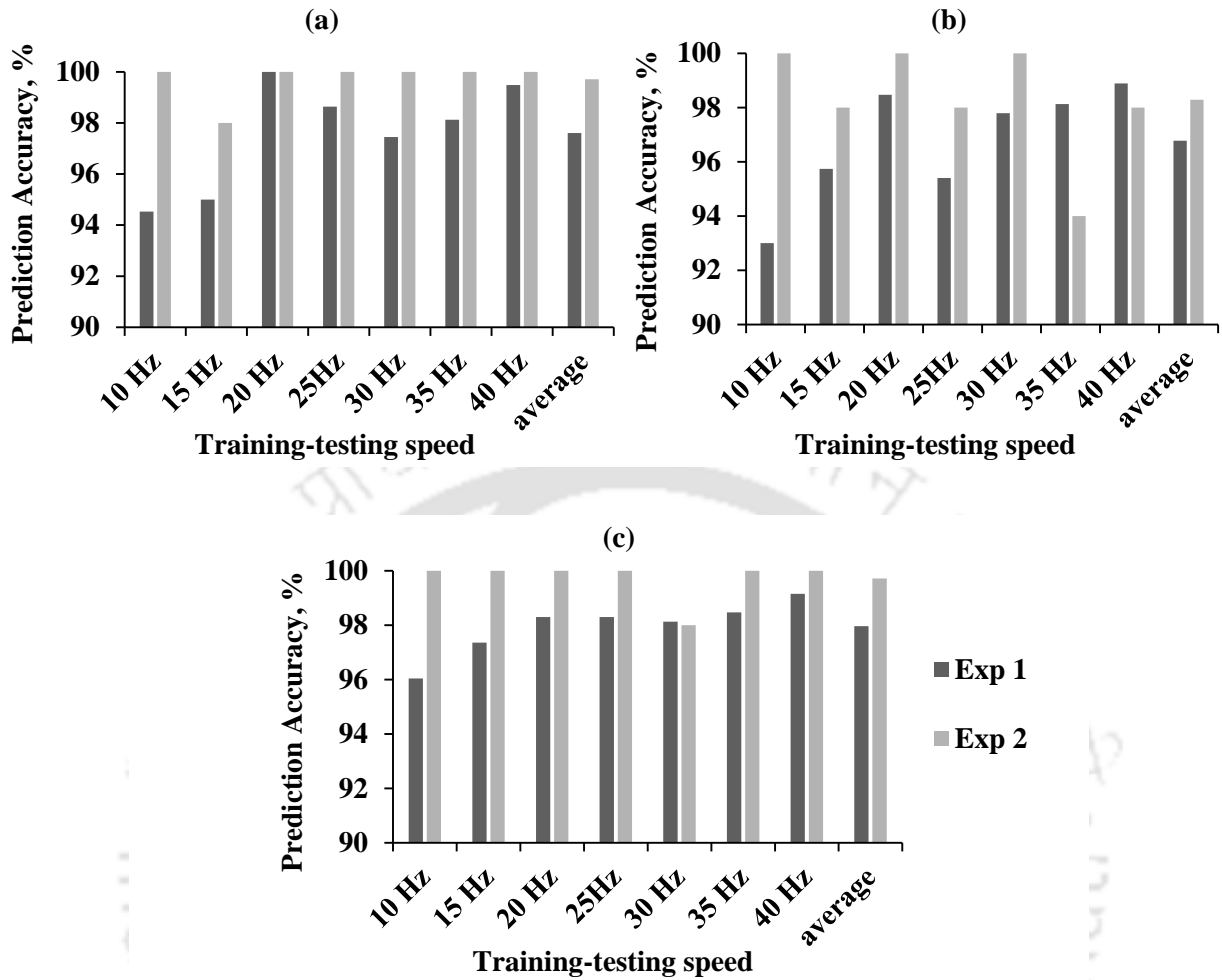 (a)
Prediction Accuracy, %
100
98
96
94
92
90
10 Hz
15 Hz
20 Hz
25Hz
30 Hz
35 Hz
40 Hz
average
Training-testing speed
(b)
Prediction Accuracy, %
100
98
96
94
92
90
10 Hz
15 Hz
20 Hz
25Hz
30 Hz
35 Hz
40 Hz
average
Training-testing speed
(c)
Prediction Accuracy, %
100
98
96
94
92
90
10 Hz
15 Hz
20 Hz
25Hz
30 Hz
35 Hz
40 Hz
average
Training-testing speed
Exp 1
Exp 2